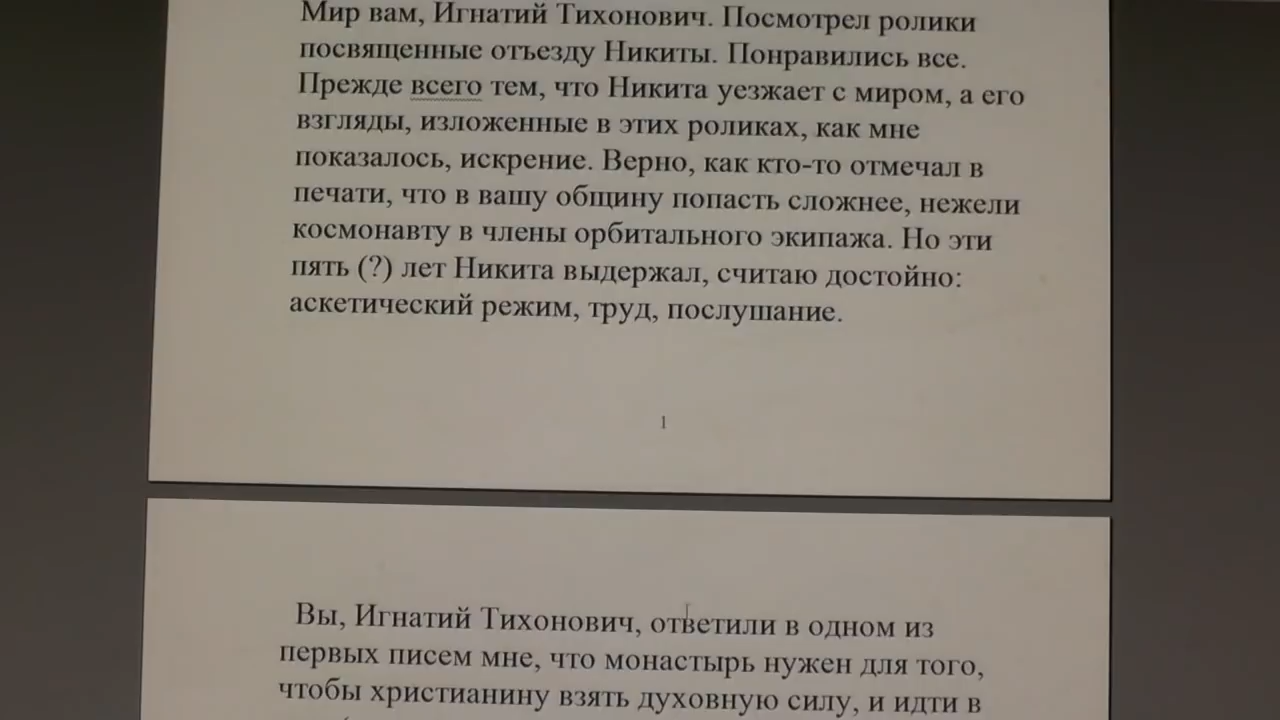 Мир вам, Игнатий Тихонович. Посмотрел ролики
посвященные отъезду Никиты. Понравились все.
Прежде всего тем, что Никита уезжает с миром, а его
взгляды, изложенные в этих роликах, как мне
показалось, искрение. Верно, как кто-то отмечал в
печати, что в вашу общину попасть сложнее, нежели
космонавту в члены орбитального экипажа. Но эти
пять (?) лет Никита выдержал, считаю достойно:
аскетический режим, труд, послушание.
1
Вы, Игнатий Тихонович, ответили в одном из
первых писем мне, что монастырь нужен для того,
чтобы христианину взять духовную силу, и идти в